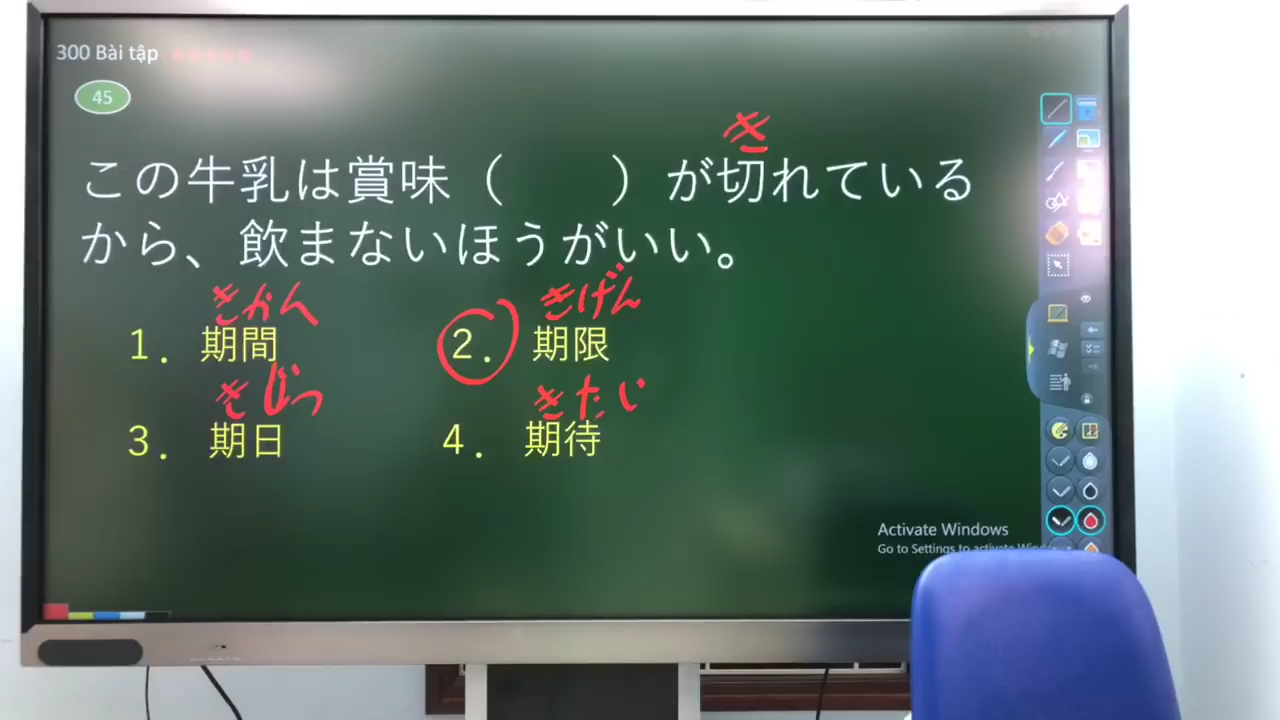 300 Bài tập
45
き
この牛乳は賞味（　　）が切れている
から、飲まないほうがいい。
きかん きげん
1． 期間 2． 期限
きじつ きたい
3． 期日 4． 期待
Activate Windows
Go to Settings to activate Windows